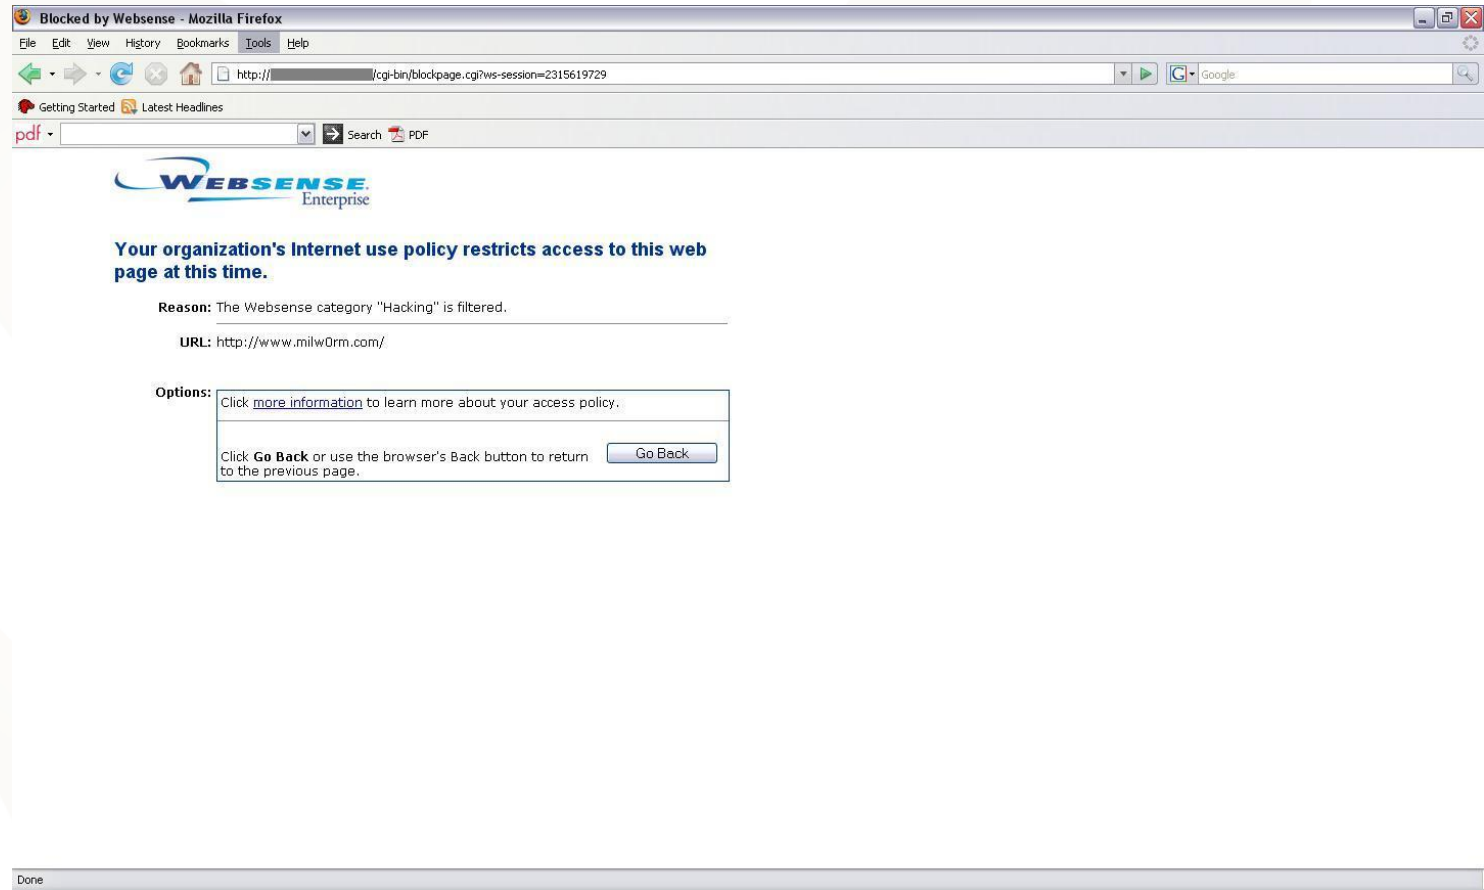 Blocked by Websense - Mozilla Firefox
File Edit View History Bookmarks Tools Help
http:// /cgi-bin/blockpage.cgi?ws-session=2315619729 G Google
Getting Started Latest Headlines
pdf Search PDF
WEBSENSE.
Enterprise
Your organization's Internet use policy restricts access to this web
page at this time.
Reason: The Websense category "Hacking" is filtered.
URL: http://www.milw0rm.com/
Options:
Click more information to learn more about your access policy.
Click Go Back or use the browser's Back button to return
to the previous page.
Go Back
Done